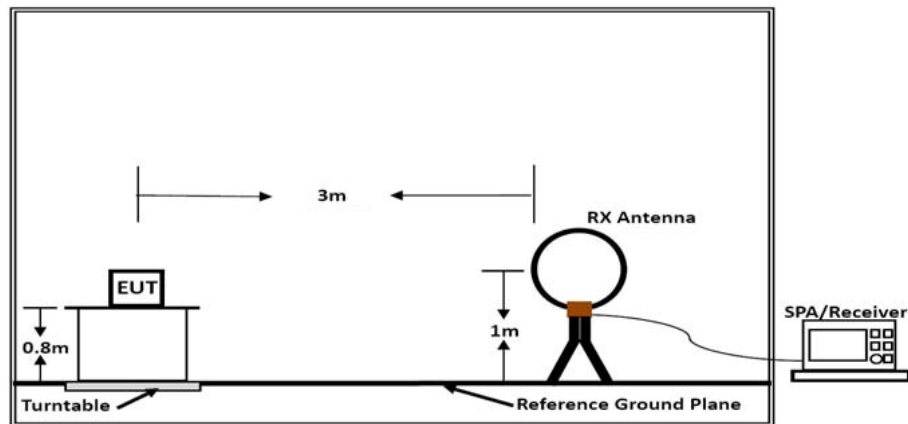 3m
RX Antenna
EUT
SPA/Receiver
0.8m
1m
Turntable
Reference Ground Plane